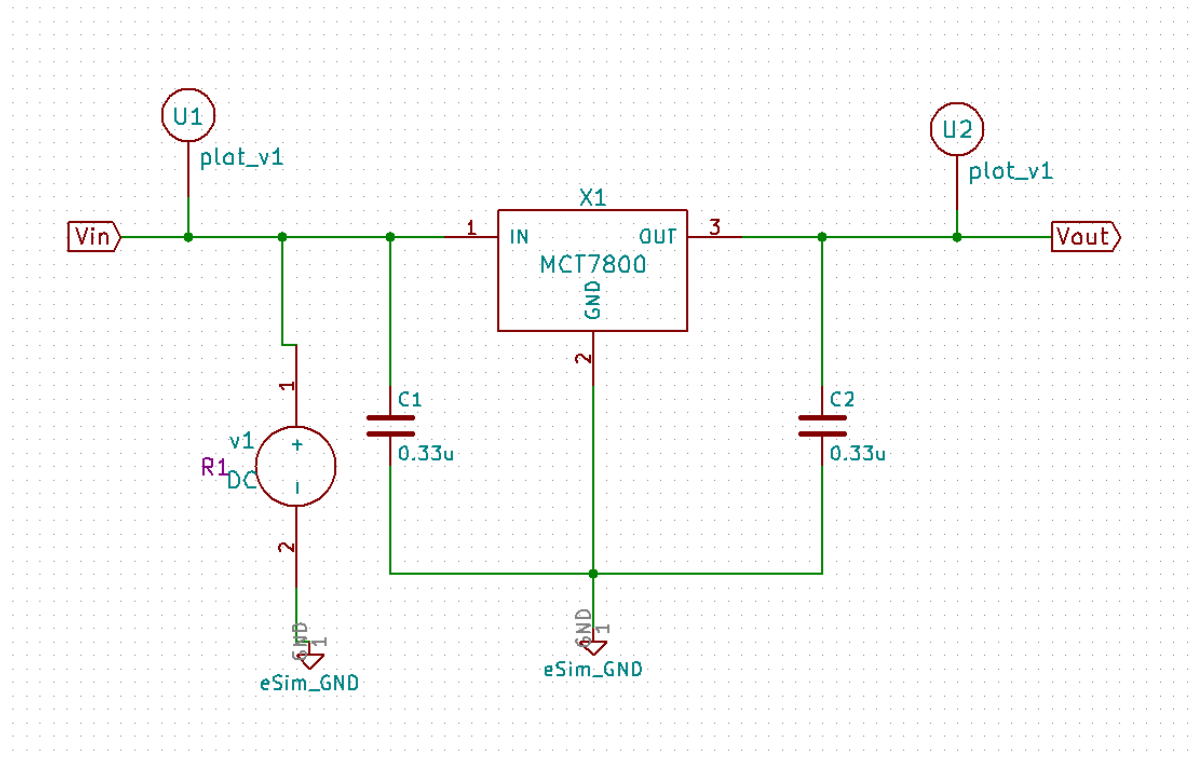 U1
plot_v1
U2
plot_v1
X1
Vin
1
IN
OUT
3
Vout
MCT7800
GND
2
1
C1
0.33u
C2
0.33u
v1
+
R1
DC
–
2
GND
1
eSim_GND
GND
1
eSim_GND